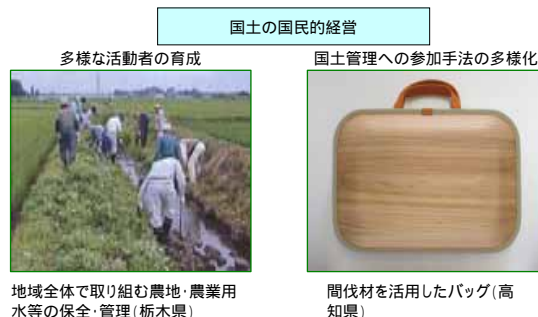 国土の国民的経営
多様な活動者の育成
国土管理への参加手法の多様化
地域全体で取り組む農地・農業用
水等の保全・管理(栃木県)
間伐材を活用したバッグ(高
知県)